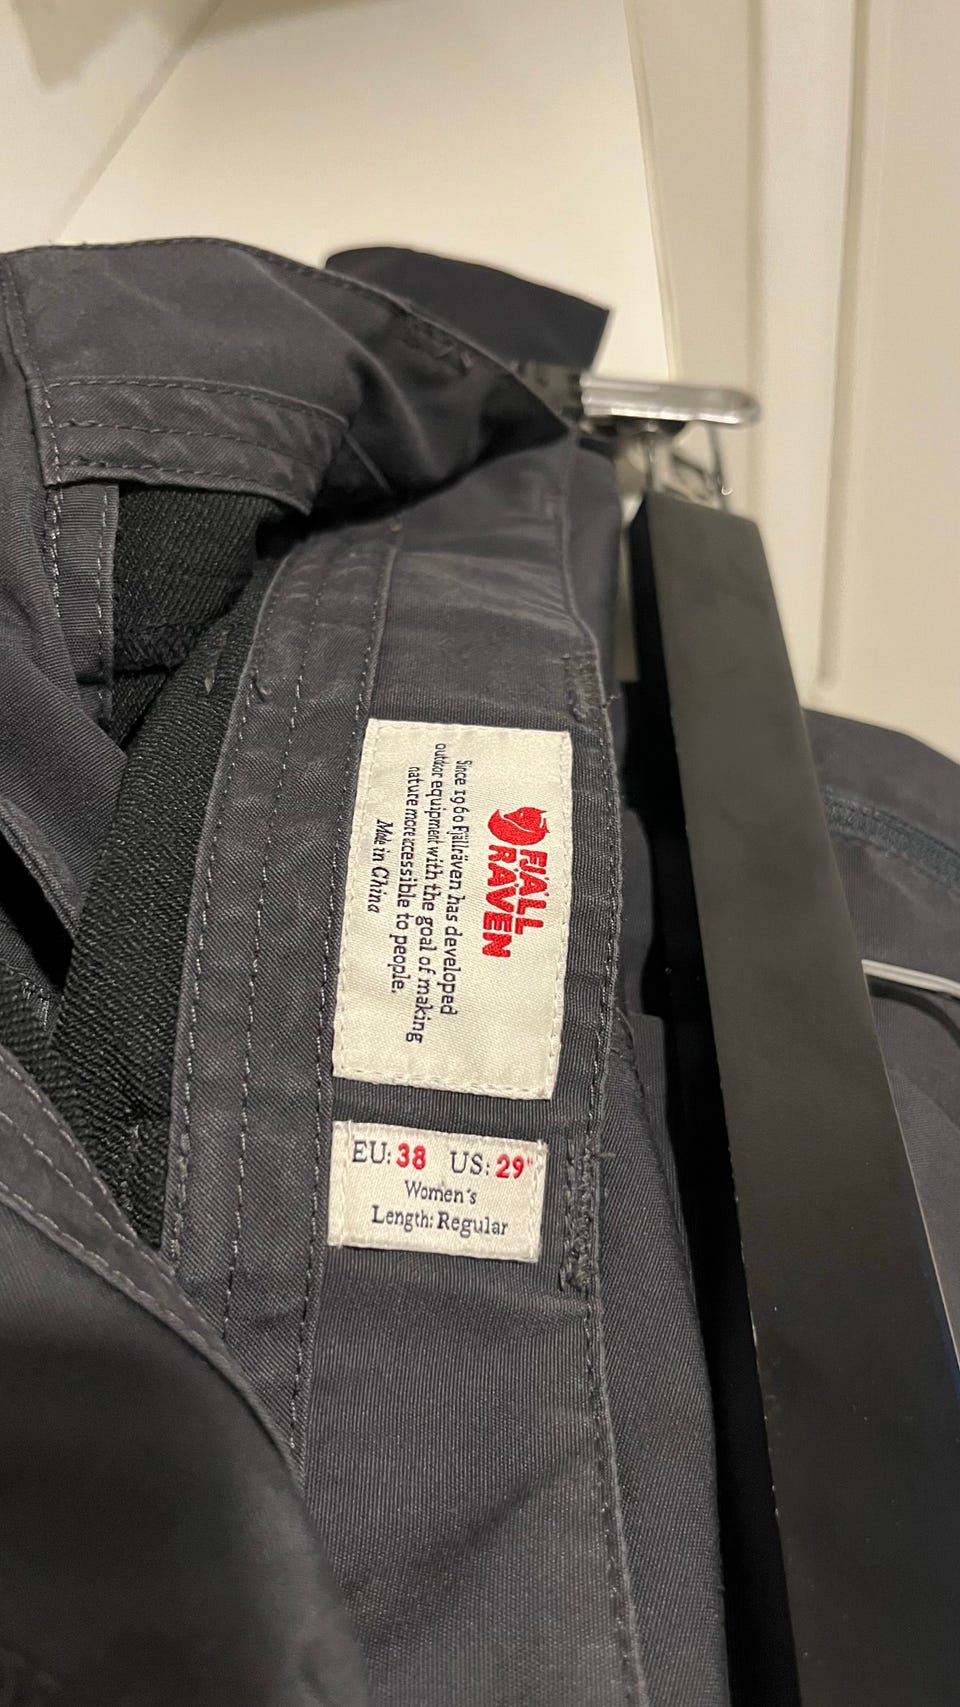 FJÄLL
RÄVEN
Since 1960 Fjällräven has developed
outdoor equipment with the goal of making
nature more accessible to people.
Made in China
EU: 38 US: 29"
Women's
Length: Regular